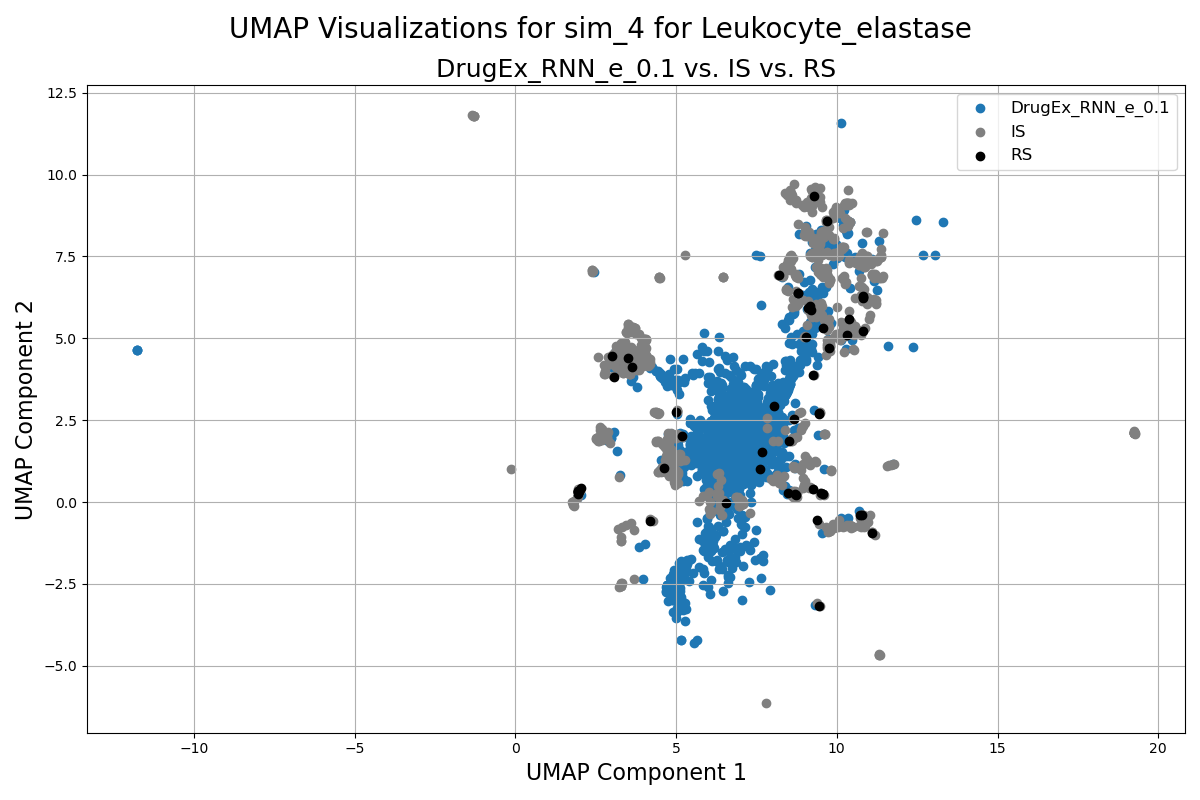 UMAP Visualizations for sim_4 for Leukocyte_elastase
DrugEx_RNN_e_0.1 vs. IS vs. RS
DrugEx_RNN_e_0.1
IS
RS
UMAP Component 2
12.5
10.0
7.5
5.0
2.5
0.0
−2.5
−5.0
−10
−5
0
5
10
15
20
UMAP Component 1